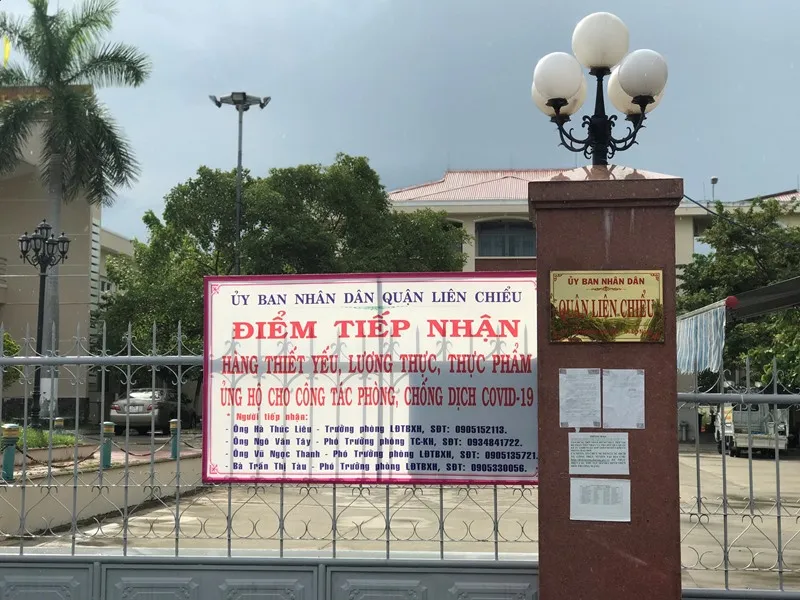 ỦY BAN NHÂN DÂN QUẬN LIÊN CHIỂU
ĐIỂM TIẾP NHẬN
HÀNG THIẾT YẾU, LƯƠNG THỰC, THỰC PHẨM
ỦNG HỘ CHO CÔNG TÁC PHÒNG, CHỐNG DỊCH COVID-19
* Người tiếp nhận:
- Ông Hà Thúc Liêu - Trưởng phòng LĐTBXH, SĐT: 0905152113.
- Ông Ngô Văn Tây - Phó Trưởng phòng TC-KH, SĐT: 0934841722.
- Ông Vũ Ngọc Thanh - Phó Trưởng phòng LĐTBXH, SĐT: 0905135721.
- Bà Trần Thị Tàu - Phó Trưởng phòng LĐTBXH, SĐT: 0905330056.
ỦY BAN NHÂN DÂN
QUẬN LIÊN CHIỂU